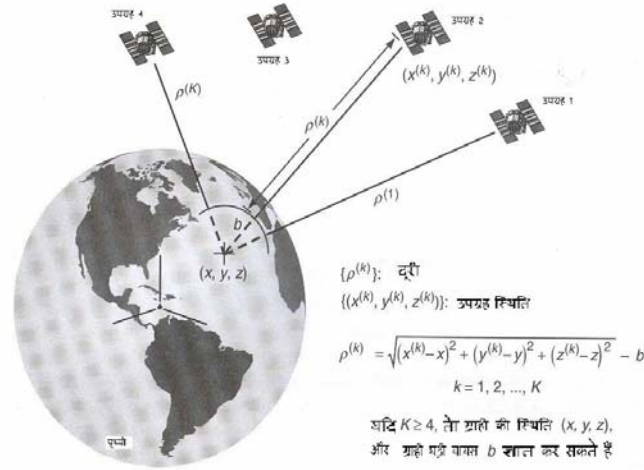 उपग्रह 4
उपग्रह 3
उपग्रह 2
(x^(k), y^(k), z^(k))
उपग्रह 1
ρ^(K)
ρ^(k)
ρ^(1)
b
(x, y, z)
{ρ^(k)}: दूरी
{(x^(k), y^(k), z^(k))}: उपग्रह स्थिति
ρ^(k) = √((x^(k)−x)² + (y^(k)−y)² + (z^(k)−z)²) − b
k = 1, 2, ..., K
यदि K ≥ 4, तो ग्राही की स्थिति (x, y, z),
और ग्राही घड़ी वायस b ज्ञात कर सकते हैं
पृथ्वी